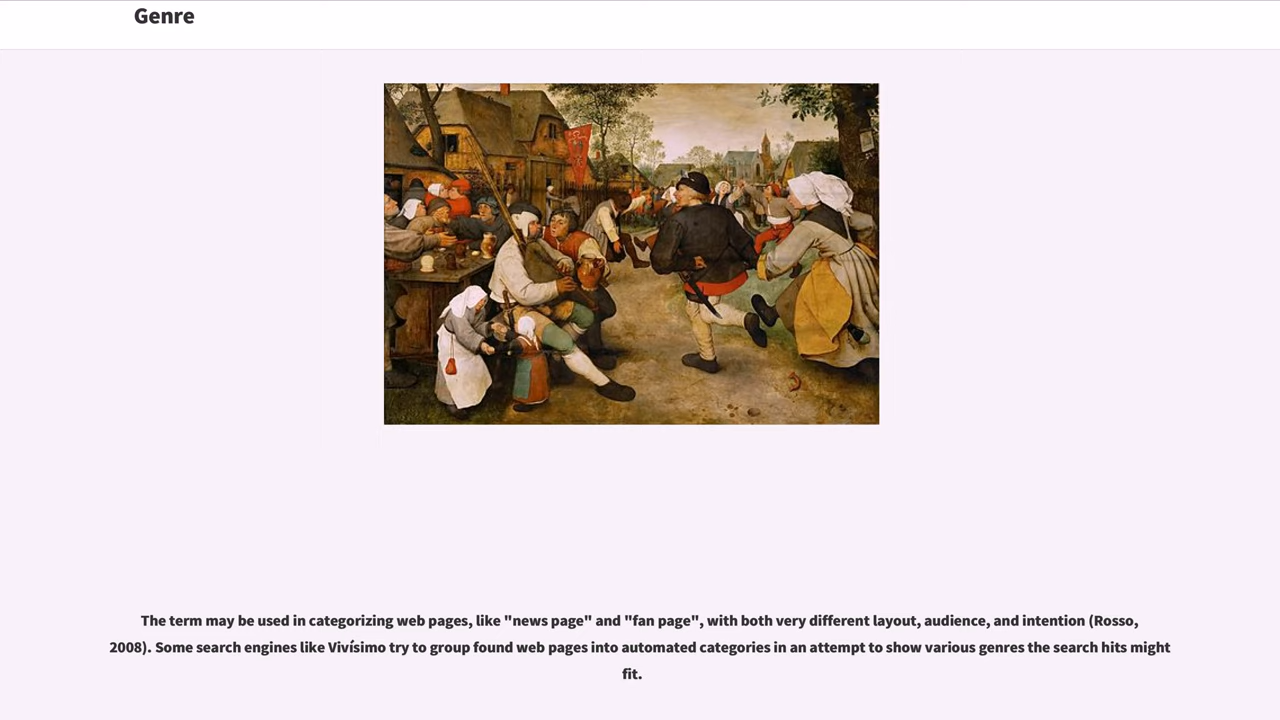 Genre
The term may be used in categorizing web pages, like "news page" and "fan page", with both very different layout, audience, and intention (Rosso,
2008). Some search engines like Vivísimo try to group found web pages into automated categories in an attempt to show various genres the search hits might
fit.